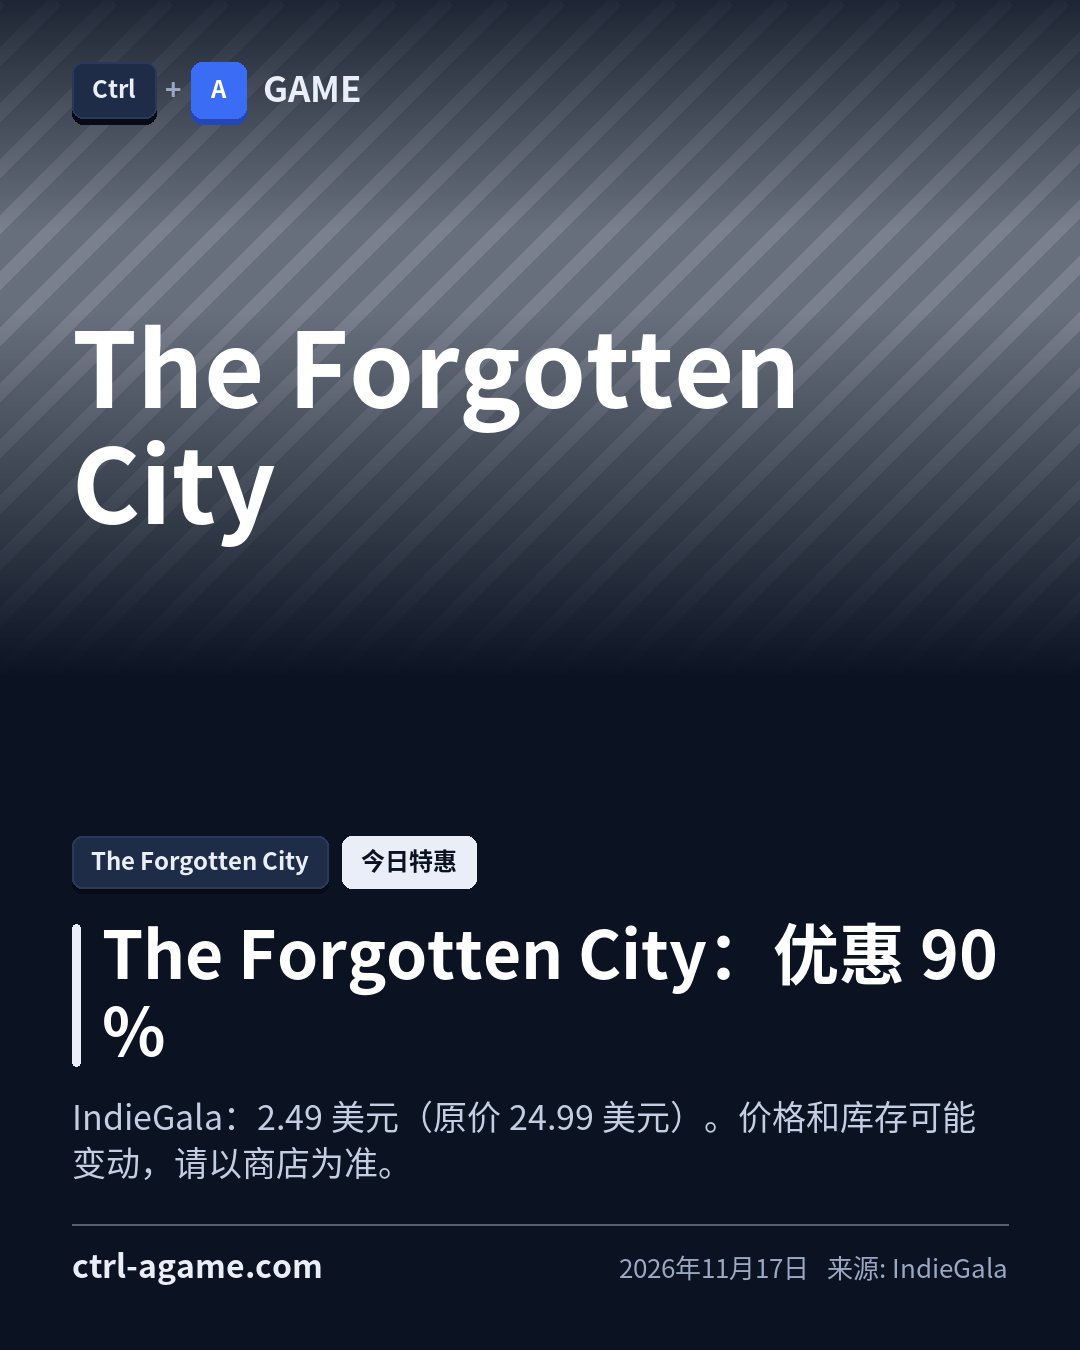 Ctrl + A GAME
The Forgotten
City
The Forgotten City 今日特惠
The Forgotten City：优惠 90
%
IndieGala：2.49 美元（原价 24.99 美元）。价格和库存可能
变动，请以商店为准。
ctrl-agame.com 2026年11月17日 来源: IndieGala